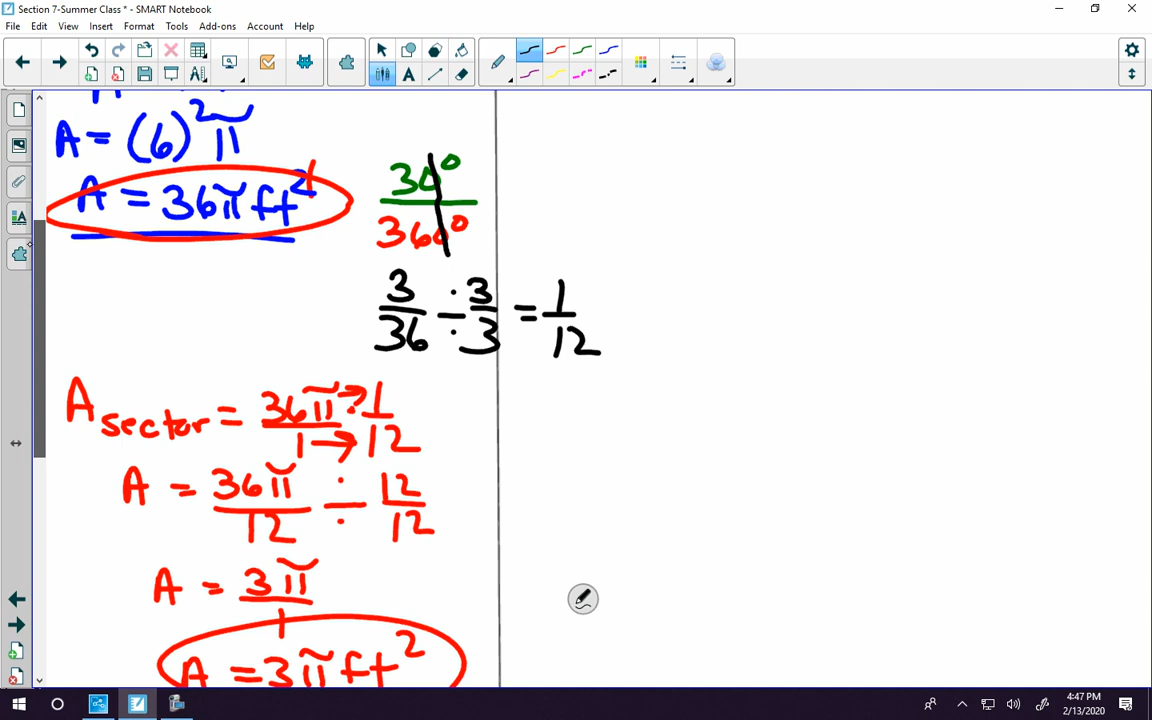 Section 7-Summer Class * - SMART Notebook
File Edit View Insert Format Tools Add-ons Account Help
A = (6)²π
A = 36π ft²
30°
360°
3/36 ÷ 3/3 = 1/12
A sector = 36π/1 · 1/12
A = 36π/12 ÷ 12/12
A = 3π/1
A = 3π ft²
4:47 PM
2/13/2020